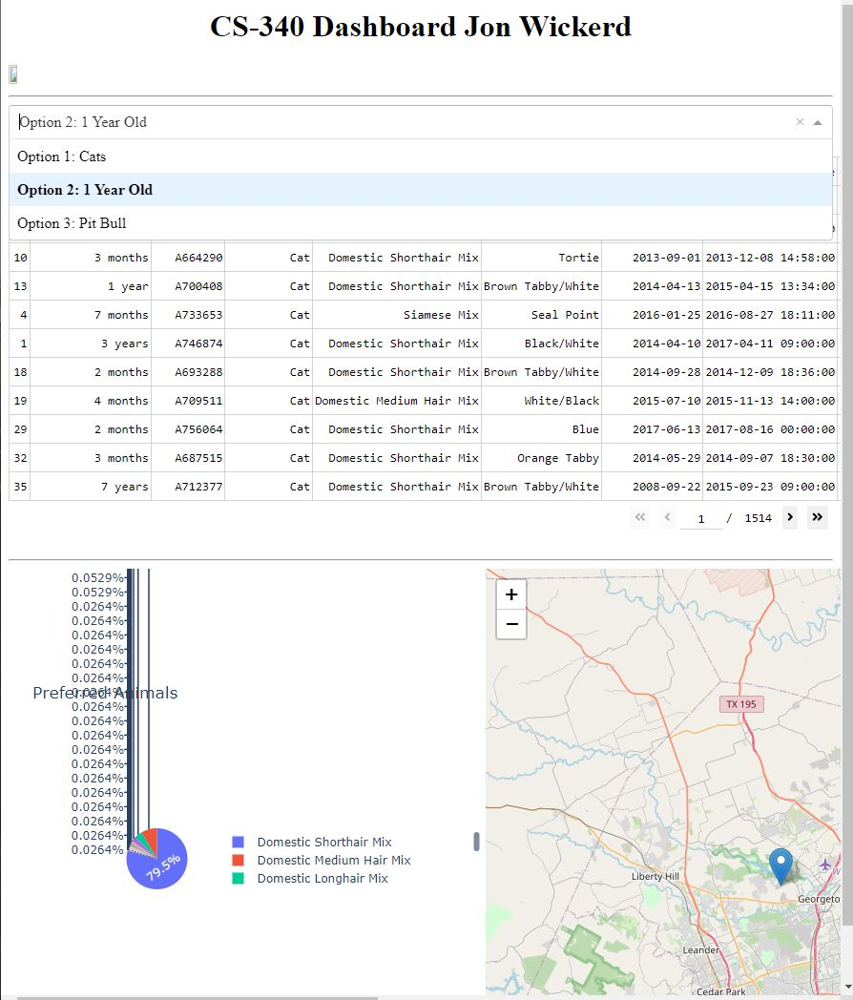 CS-340 Dashboard Jon Wickerd
Option 2: 1 Year Old
Option 1: Cats
Option 2: 1 Year Old
Option 3: Pit Bull
10 3 months A664290 Cat Domestic Shorthair Mix Tortie 2013-09-01 2013-12-08 14:58:00
13 1 year A700408 Cat Domestic Shorthair Mix Brown Tabby/White 2014-04-13 2015-04-15 13:34:00
4 7 months A733653 Cat Siamese Mix Seal Point 2016-01-25 2016-08-27 18:11:00
1 3 years A746874 Cat Domestic Shorthair Mix Black/White 2014-04-10 2017-04-11 09:00:00
18 2 months A693288 Cat Domestic Shorthair Mix Brown Tabby/White 2014-09-28 2014-12-09 18:36:00
19 4 months A709511 Cat Domestic Medium Hair Mix White/Black 2015-07-10 2015-11-13 14:00:00
29 2 months A756064 Cat Domestic Shorthair Mix Blue 2017-06-13 2017-08-16 00:00:00
32 3 months A687515 Cat Domestic Shorthair Mix Orange Tabby 2014-05-29 2014-09-07 18:30:00
35 7 years A712377 Cat Domestic Shorthair Mix Brown Tabby/White 2008-09-22 2015-09-23 09:00:00
1 / 1514
0.0529%
0.0529%
0.0264%
0.0264%
0.0264%
0.0264%
0.0264%
0.0264%
0.0264%
Preferred Animals
0.0264%
0.0264%
0.0264%
0.0264%
0.0264%
0.0264%
0.0264%
0.0264%
0.0264%
0.0264%
0.0264%
79.5%
Domestic Shorthair Mix
Domestic Medium Hair Mix
Domestic Longhair Mix
+
−
TX 195
Liberty Hill
Georgeto
Leander
Cedar Park